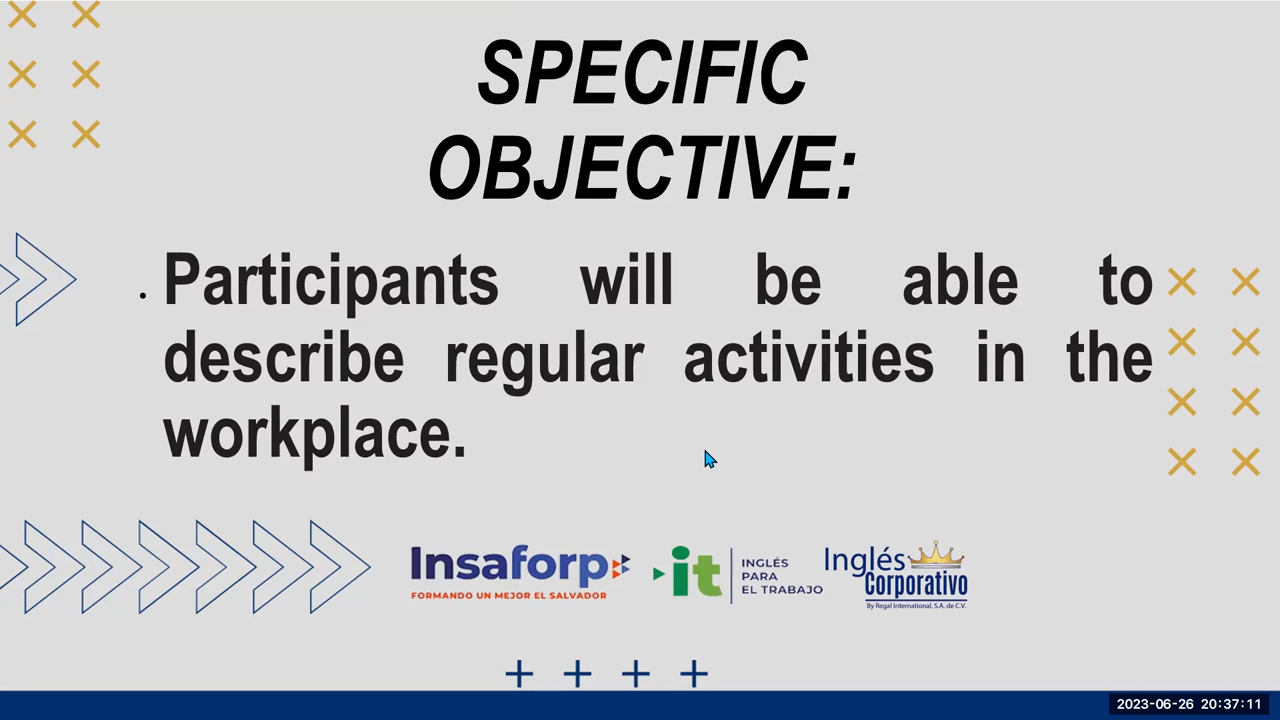 SPECIFIC
OBJECTIVE:
• Participants will be able to
describe regular activities in the
workplace.
Insaforp
FORMANDO UN MEJOR EL SALVADOR
it
INGLÉS
PARA
EL TRABAJO
Inglés
Corporativo
By Regal International, S.A. de C.V.
2023-06-26 20:37:11